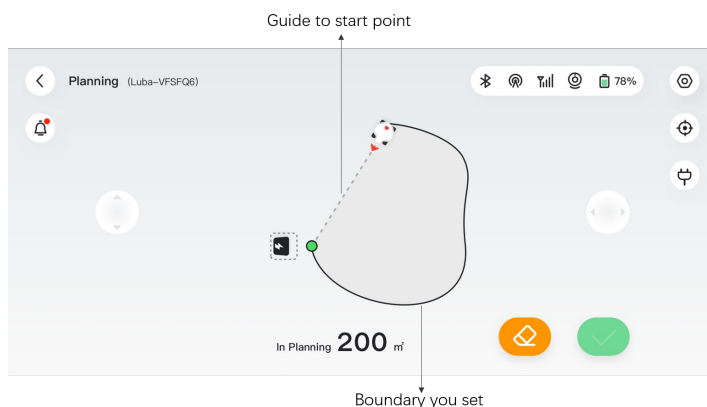 Guide to start point
Planning (Luba-VFSFQ6)
78%
In Planning 200 ㎡
Boundary you set